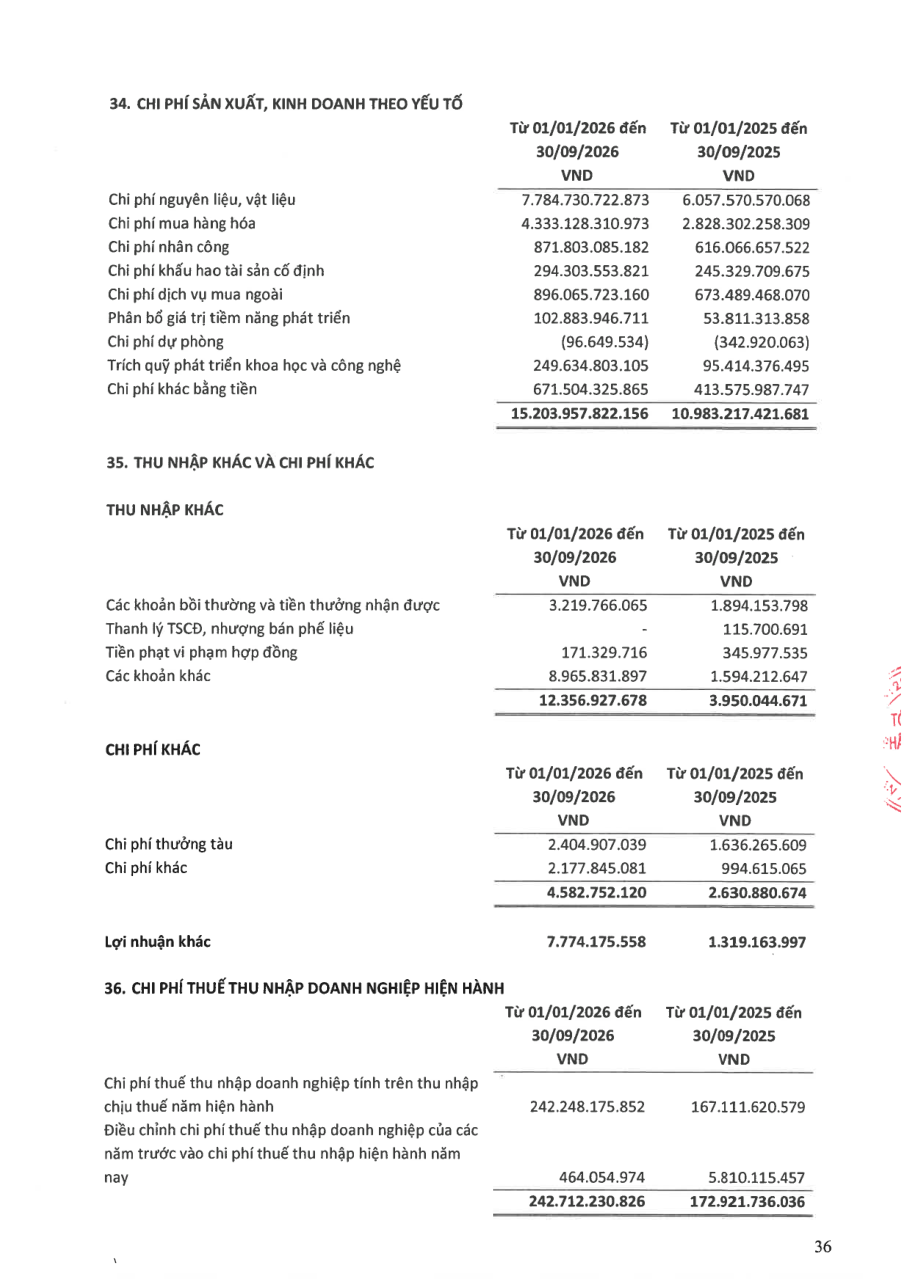 34. CHI PHÍ SẢN XUẤT, KINH DOANH THEO YẾU TỐ
Từ 01/01/2026 đến Từ 01/01/2025 đến
30/09/2026 30/09/2025
VND VND
Chi phí nguyên liệu, vật liệu 7.784.730.722.873 6.057.570.570.068
Chi phí mua hàng hóa 4.333.128.310.973 2.828.302.258.309
Chi phí nhân công 871.803.085.182 616.066.657.522
Chi phí khấu hao tài sản cố định 294.303.553.821 245.329.709.675
Chi phí dịch vụ mua ngoài 896.065.723.160 673.489.468.070
Phân bổ giá trị tiềm năng phát triển 102.883.946.711 53.811.313.858
Chi phí dự phòng (96.649.534) (342.920.063)
Trích quỹ phát triển khoa học và công nghệ 249.634.803.105 95.414.376.495
Chi phí khác bằng tiền 671.504.325.865 413.575.987.747
15.203.957.822.156 10.983.217.421.681
35. THU NHẬP KHÁC VÀ CHI PHÍ KHÁC
THU NHẬP KHÁC
Từ 01/01/2026 đến Từ 01/01/2025 đến
30/09/2026 30/09/2025
VND VND
Các khoản bồi thường và tiền thưởng nhận được 3.219.766.065 1.894.153.798
Thanh lý TSCĐ, nhượng bán phế liệu - 115.700.691
Tiền phạt vi phạm hợp đồng 171.329.716 345.977.535
Các khoản khác 8.965.831.897 1.594.212.647
12.356.927.678 3.950.044.671
CHI PHÍ KHÁC
Từ 01/01/2026 đến Từ 01/01/2025 đến
30/09/2026 30/09/2025
VND VND
Chi phí thưởng tàu 2.404.907.039 1.636.265.609
Chi phí khác 2.177.845.081 994.615.065
4.582.752.120 2.630.880.674
Lợi nhuận khác 7.774.175.558 1.319.163.997
36. CHI PHÍ THUẾ THU NHẬP DOANH NGHIỆP HIỆN HÀNH
Từ 01/01/2026 đến Từ 01/01/2025 đến
30/09/2026 30/09/2025
VND VND
Chi phí thuế thu nhập doanh nghiệp tính trên thu nhập
chịu thuế năm hiện hành 242.248.175.852 167.111.620.579
Điều chỉnh chi phí thuế thu nhập doanh nghiệp của các
năm trước vào chi phí thuế thu nhập hiện hành năm
nay 464.054.974 5.810.115.457
242.712.230.826 172.921.736.036
36